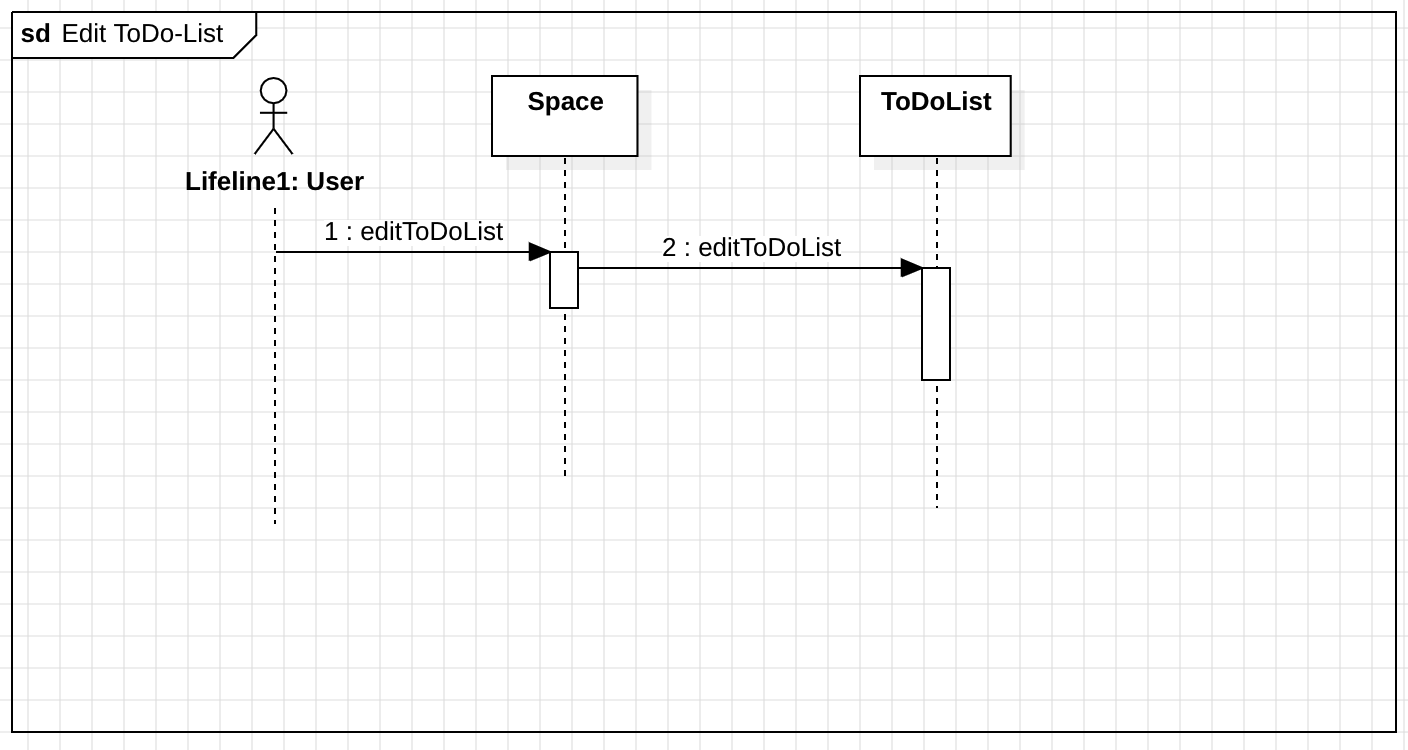 sd Edit ToDo-List
Space
ToDoList
Lifeline1: User
1 : editToDoList
2 : editToDoList